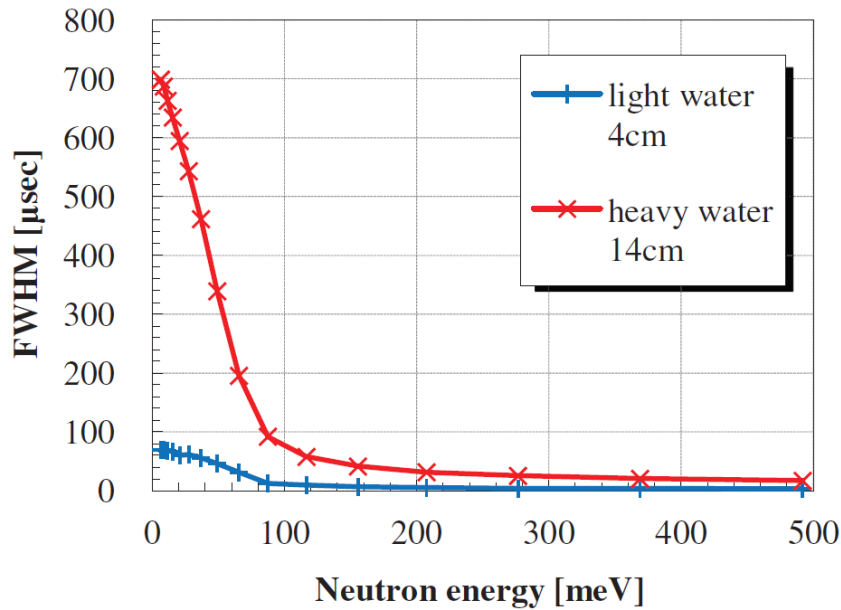 800
700
600
500
400
300
200
100
0
FWHM [μsec]
light water
4cm
heavy water
14cm
0 100 200 300 400 500
Neutron energy [meV]